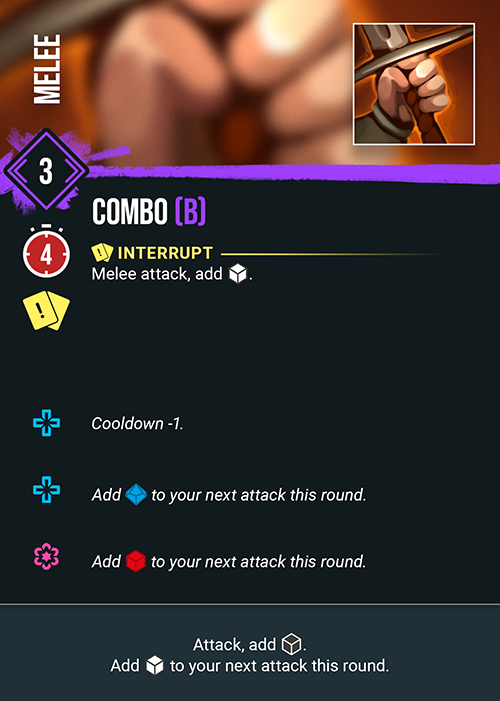 MELEE
3
COMBO (B)
4
! INTERRUPT
Melee attack, add .
!
Cooldown -1.
Add to your next attack this round.
Add to your next attack this round.
Attack, add .
Add to your next attack this round.